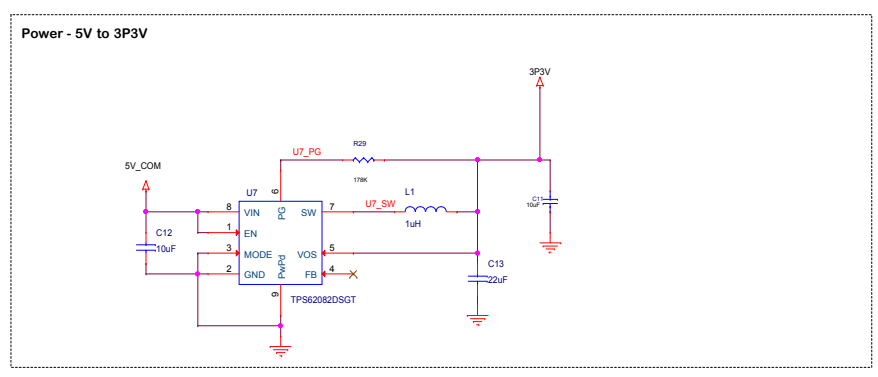 Power - 5V to 3P3V
3P3V
R29
U7_PG
178K
5V_COM
U7
6
L1
C11
10uF
8 VIN PG SW 7 U7_SW
1 EN
1uH
C12
10uF
3 MODE VOS 5
2 GND PwPd FB 4
C13
22uF
9
TPS62082DSGT